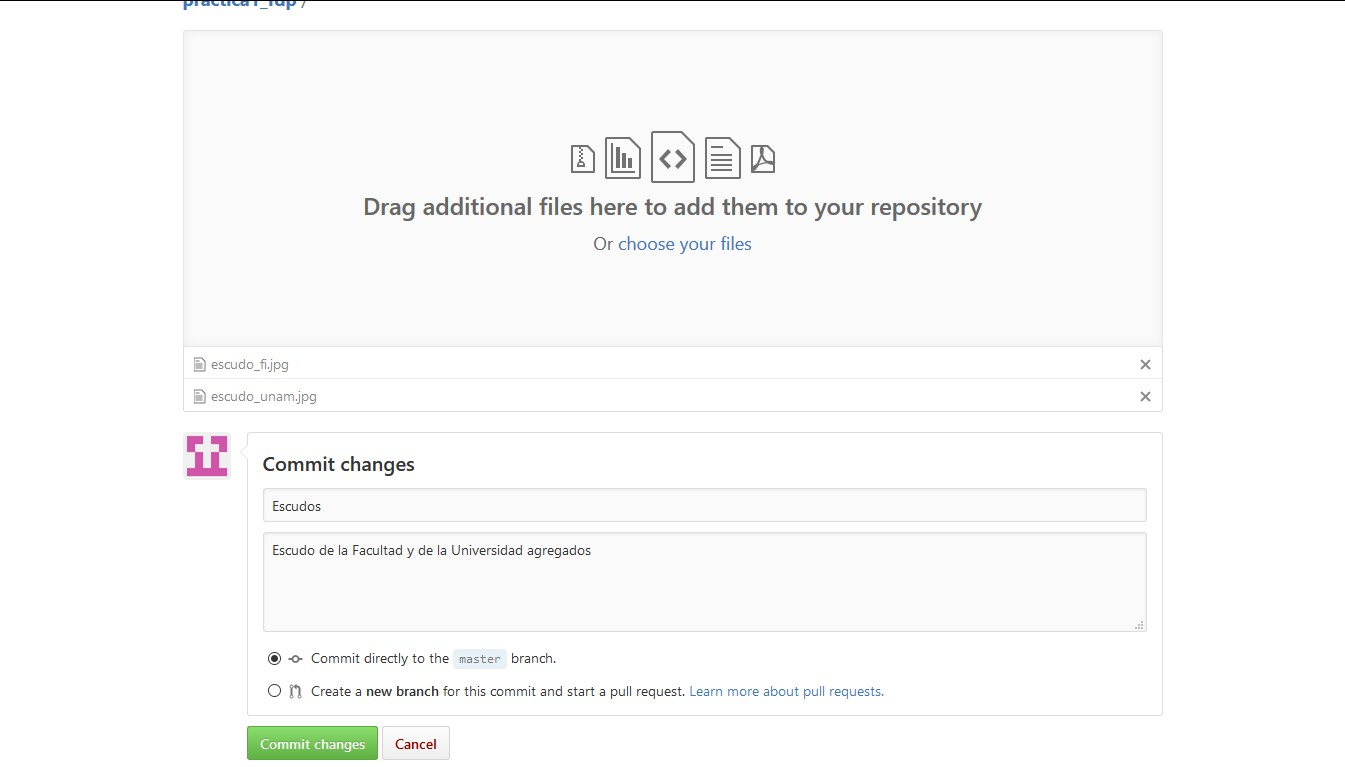 practica1_fdp /
Drag additional files here to add them to your repository
Or choose your files
escudo_fi.jpg
escudo_unam.jpg
Commit changes
Escudos
Escudo de la Facultad y de la Universidad agregados
Commit directly to the master branch.
Create a new branch for this commit and start a pull request. Learn more about pull requests.
Commit changes Cancel